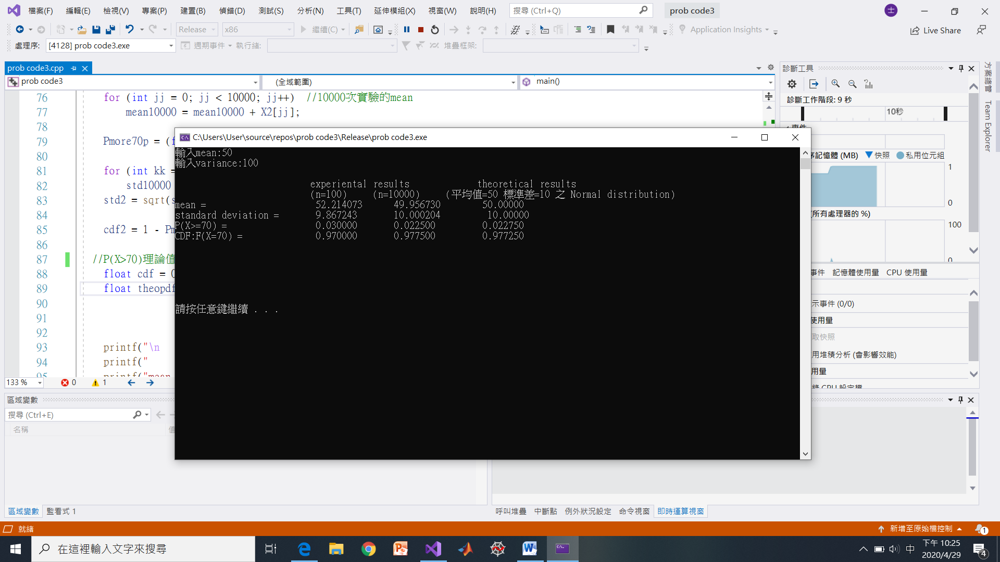 檔案(F) 編輯(E) 檢視(V) 專案(P) 建置(B) 偵錯(D) 測試(S) 分析(N) 工具(T) 延伸模組(X) 視窗(W) 說明(H) 搜尋 (Ctrl+Q) prob code3 士
Release x86 繼續(C) Application Insights Live Share
處理序: [4128] prob code3.exe 週期事件 執行緒: 堆疊框架:
prob code3.cpp
prob code3 (全域範圍) main()
76 for (int jj = 0; jj < 10000; jj++) //10000次實驗的mean
77 mean10000 = mean10000 + X2[jj];
78
79 Pmore70p = (
80
81 for (int kk =
82 std10000
83 std2 = sqrt(
84
85 cdf2 = 1 -
86
87 //P(X>70)理論值
88 float cdf =
89 float theopdf
90
91
92
93 printf("\n
94 printf("
95 printf("mean
133 % 0 1
C:\Users\User\source\repos\prob code3\Release\prob code3.exe
輸入mean:50
輸入variance:100
experiental results theoretical results
(n=100) (n=10000) (平均值=50 標準差=10 之 Normal distribution)
mean = 52.214073 49.956730 50.00000
standard deviation = 9.867243 10.000204 10.00000
P(X>=70) = 0.030000 0.022500 0.022750
CDF:F(X=70) = 0.970000 0.977500 0.977250
請按任意鍵繼續 . . .
診斷工具
診斷工作階段: 9 秒
10秒
事件
序記憶體 (MB) 快照 私用位元組
1
0
(所有處理器的 %)
100
0
事件 記憶體使用量 CPU 使用量
示事件 (0/0)
使用量
取快照
用堆積分析 (會影響效能)
用量
錄 CPU 設定檔
方案總管
Team Explorer
區域變數
搜尋 (Ctrl+E)
名稱 值
區域變數 監看式 1
呼叫堆疊 中斷點 例外狀況設定 命令視窗 即時運算視窗
就緒 新增至原始檔控制 1
在這裡輸入文字來搜尋
中
下午 10:25
2020/4/29
4